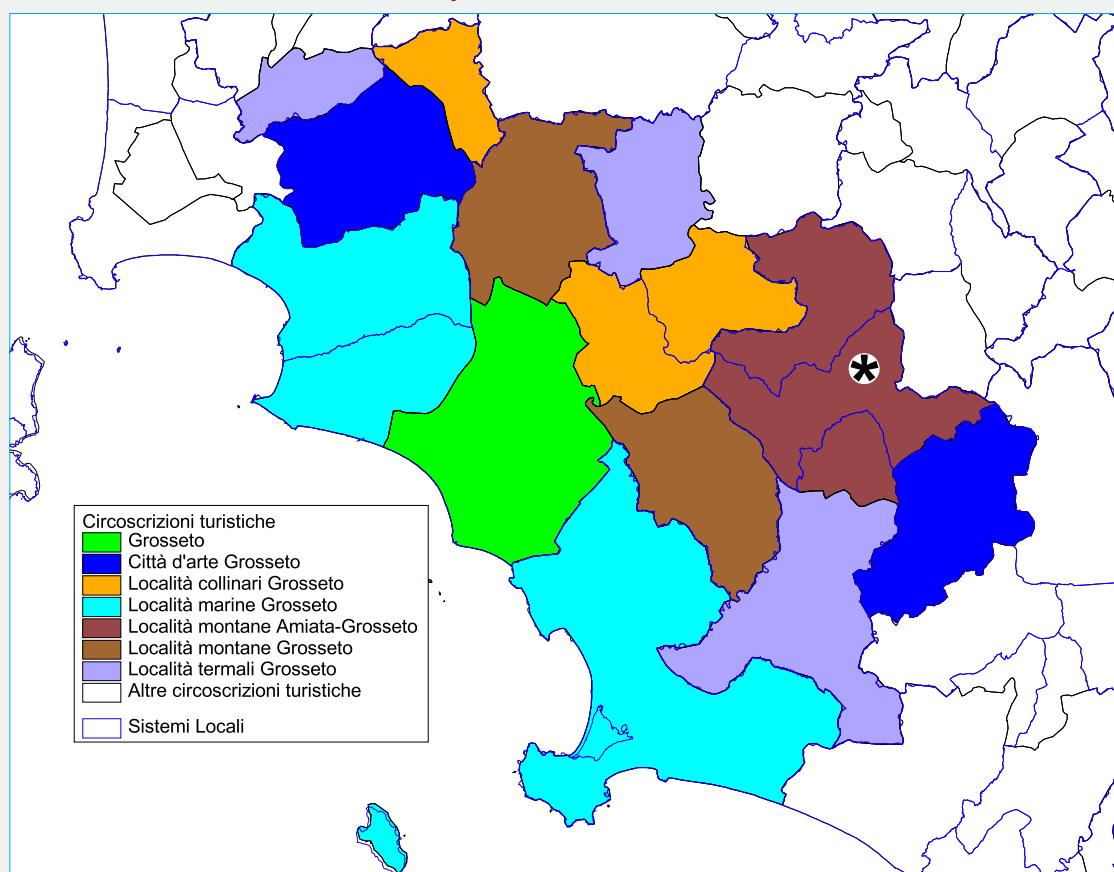 Circoscrizioni turistiche
Grosseto
Città d'arte Grosseto
Località collinari Grosseto
Località marine Grosseto
Località montane Amiata-Grosseto
Località montane Grosseto
Località termali Grosseto
Altre circoscrizioni turistiche
Sistemi Locali